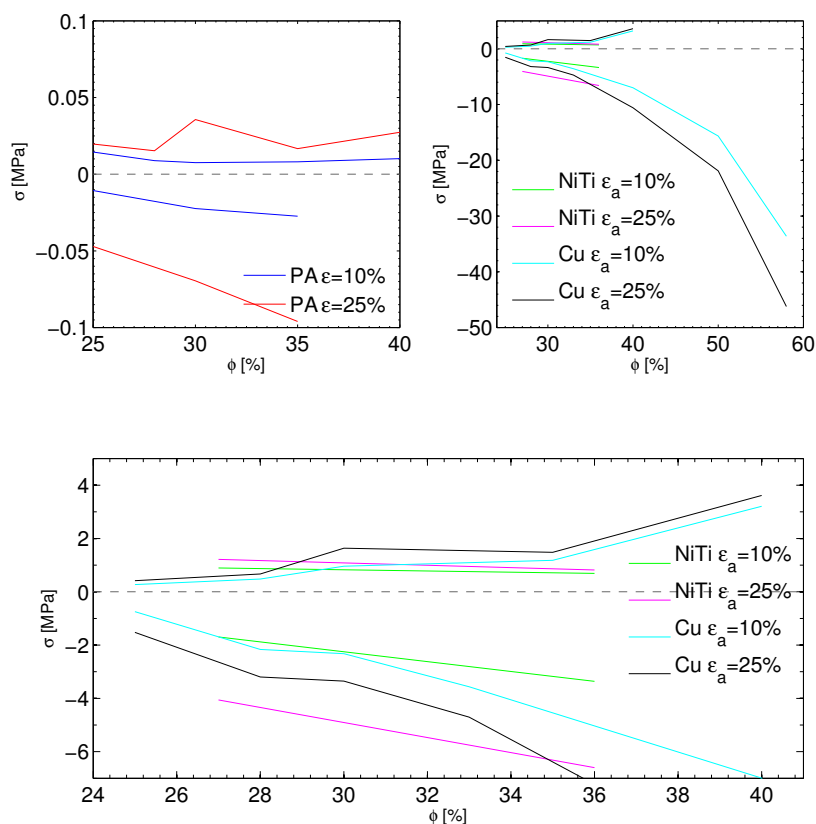 0.1
0.05
0
−0.05
−0.1
σ [MPa]
25 30 35 40
ϕ [%]
PA ε=10%
PA ε=25%
0
−10
−20
−30
−40
−50
σ [MPa]
30 40 50 60
ϕ [%]
NiTi εₐ=10%
NiTi εₐ=25%
Cu εₐ=10%
Cu εₐ=25%
4
2
0
−2
−4
−6
σ [MPa]
24 26 28 30 32 34 36 38 40
ϕ [%]
NiTi εₐ=10%
NiTi εₐ=25%
Cu εₐ=10%
Cu εₐ=25%